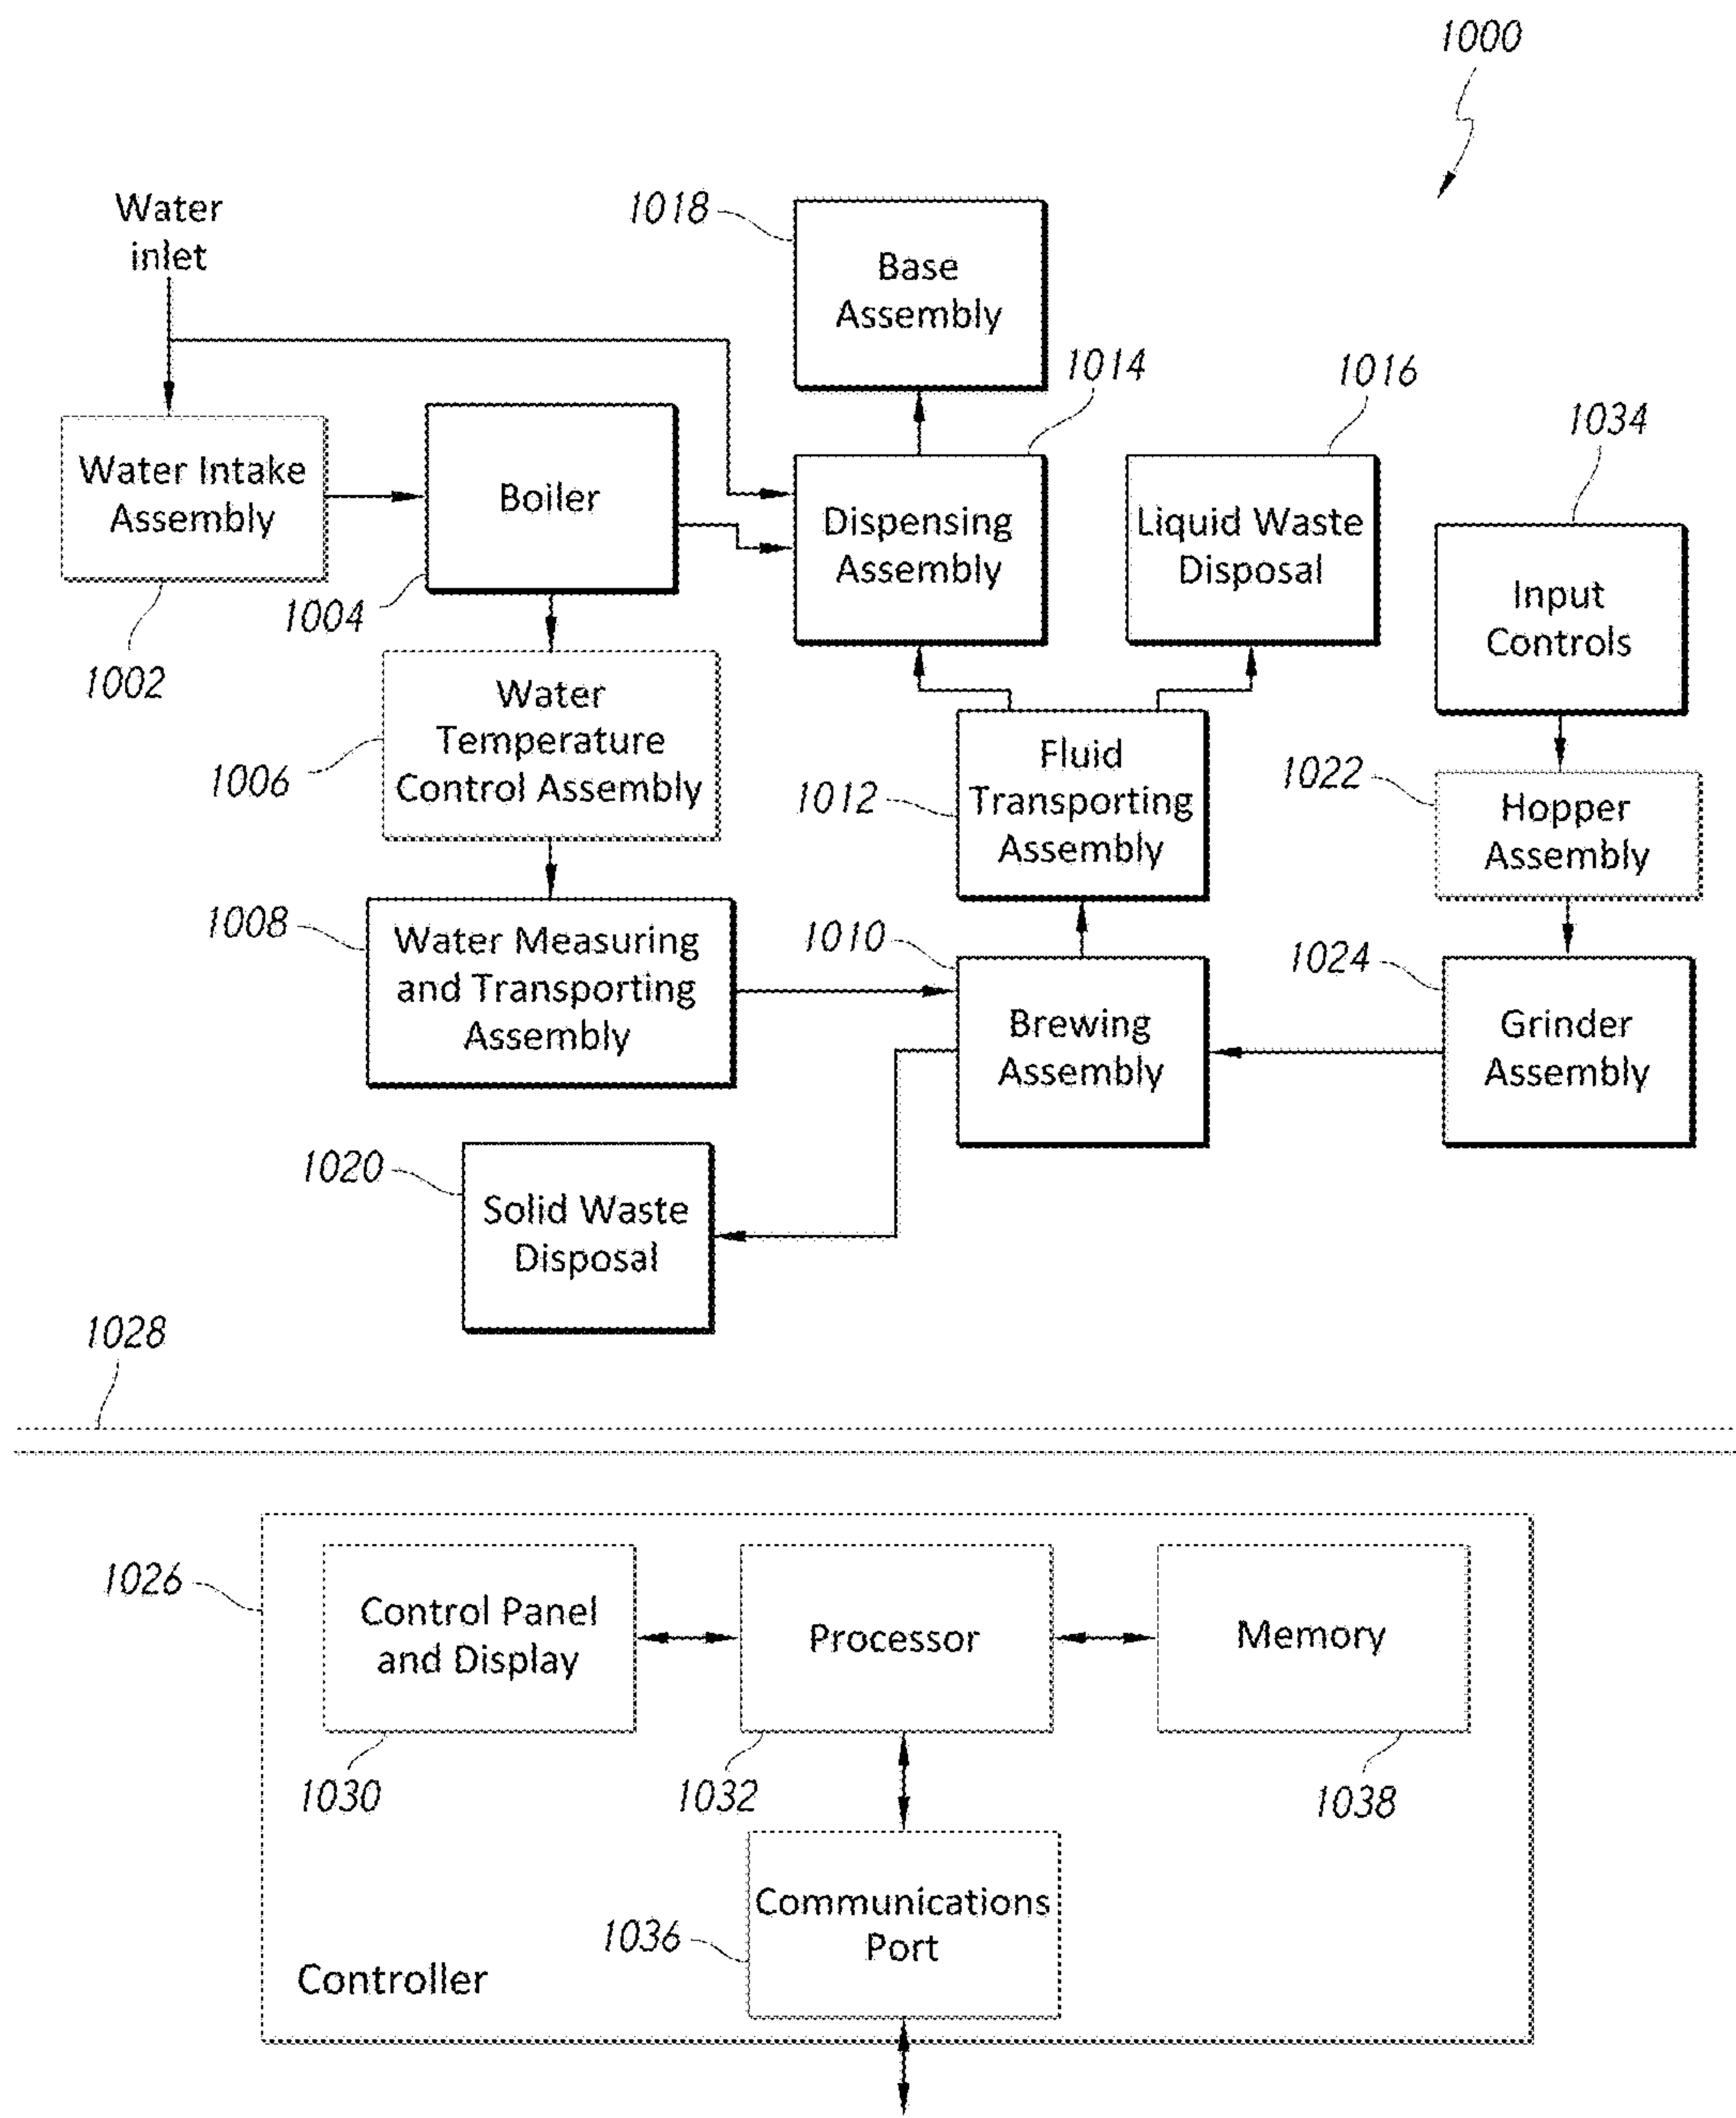 1000
Water
inlet
1018
Base
Assembly
1014
1016
1034
Water Intake
Assembly
Boiler
Dispensing
Assembly
Liquid Waste
Disposal
Input
Controls
1004
1002
Water
Temperature
Control Assembly
1006
Fluid
Transporting
Assembly
1012
1022
Hopper
Assembly
1008
Water Measuring
and Transporting
Assembly
1010
Brewing
Assembly
1024
Grinder
Assembly
1020
Solid Waste
Disposal
1028
1026
Control Panel
and Display
Processor
Memory
1030
1032
1038
Communications
Port
1036
Controller